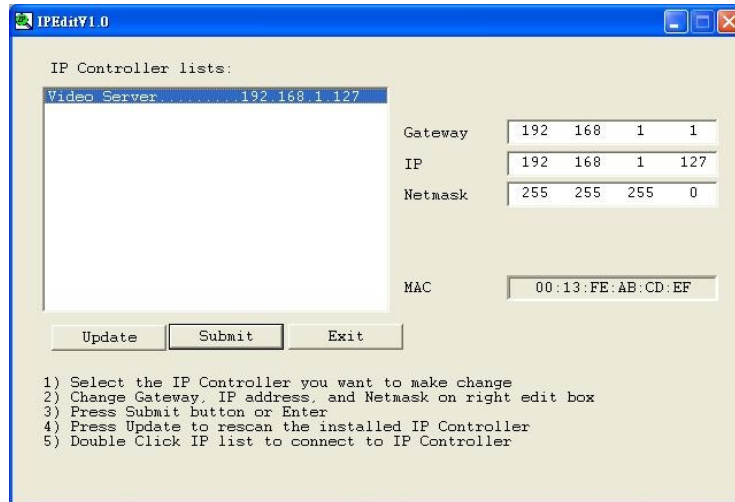 IPEditV1.0
IP Controller lists:
Video Server.........192.168.1.127
Gateway 192 168 1 1
IP 192 168 1 127
Netmask 255 255 255 0
MAC 00:13:FE:AB:CD:EF
Update Submit Exit
1) Select the IP Controller you want to make change
2) Change Gateway, IP address, and Netmask on right edit box
3) Press Submit button or Enter
4) Press Update to rescan the installed IP Controller
5) Double Click IP list to connect to IP Controller